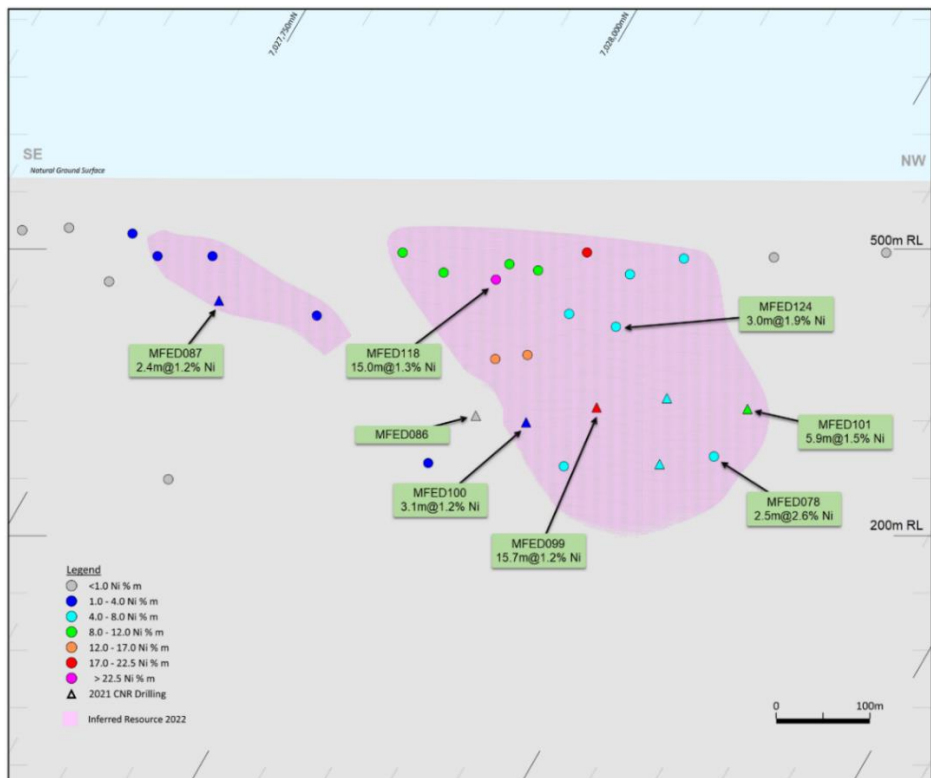 7,027,750mN
7,028,000mN
SE
NW
Natural Ground Surface
500m RL
MFED124
3.0m@1.9% Ni
MFED087
2.4m@1.2% Ni
MFED118
15.0m@1.3% Ni
MFED086
MFED101
5.9m@1.5% Ni
MFED100
3.1m@1.2% Ni
MFED078
2.5m@2.6% Ni
MFED099
15.7m@1.2% Ni
200m RL
Legend
<1.0 Ni % m
1.0 - 4.0 Ni % m
4.0 - 8.0 Ni % m
8.0 - 12.0 Ni % m
12.0 - 17.0 Ni % m
17.0 - 22.5 Ni % m
> 22.5 Ni % m
2021 CNR Drilling
Inferred Resource 2022
0 100m